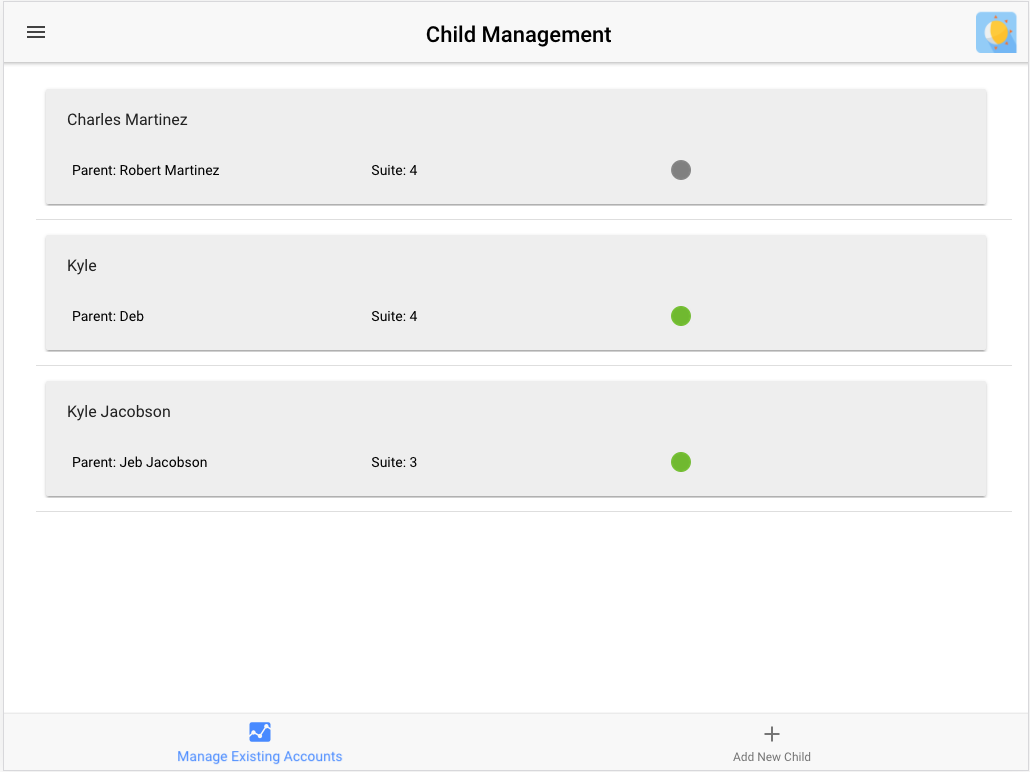 Child Management
Charles Martinez
Parent: Robert Martinez Suite: 4
Kyle
Parent: Deb Suite: 4
Kyle Jacobson
Parent: Jeb Jacobson Suite: 3
Manage Existing Accounts Add New Child